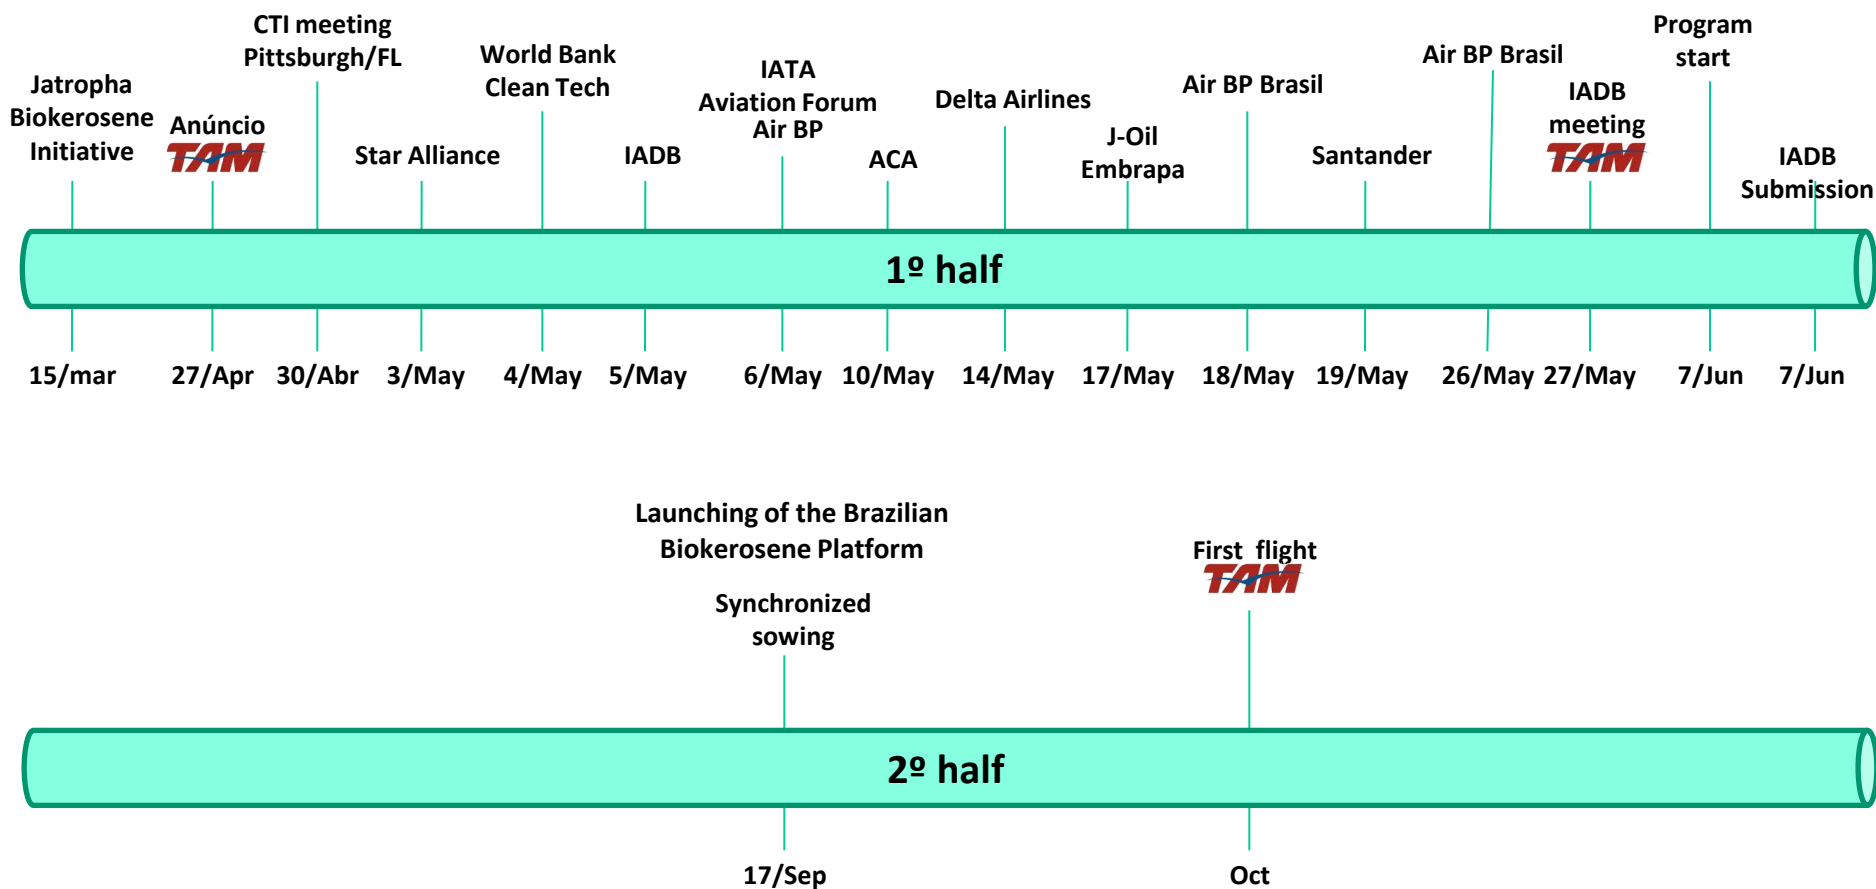 Jatropha
Biokerosene
Initiative
Anúncio
TAM
CTI meeting
Pittsburgh/FL
Star Alliance
World Bank
Clean Tech
IADB
IATA
Aviation Forum
Air BP
ACA
Delta Airlines
J-Oil
Embrapa
Air BP Brasil
Santander
Air BP Brasil
IADB
meeting
TAM
Program
start
IADB
Submission
1º half
15/mar
27/Apr
30/Abr
3/May
4/May
5/May
6/May
10/May
14/May
17/May
18/May
19/May
26/May
27/May
7/Jun
7/Jun
Launching of the Brazilian
Biokerosene Platform
Synchronized
sowing
First flight
TAM
2º half
17/Sep
Oct